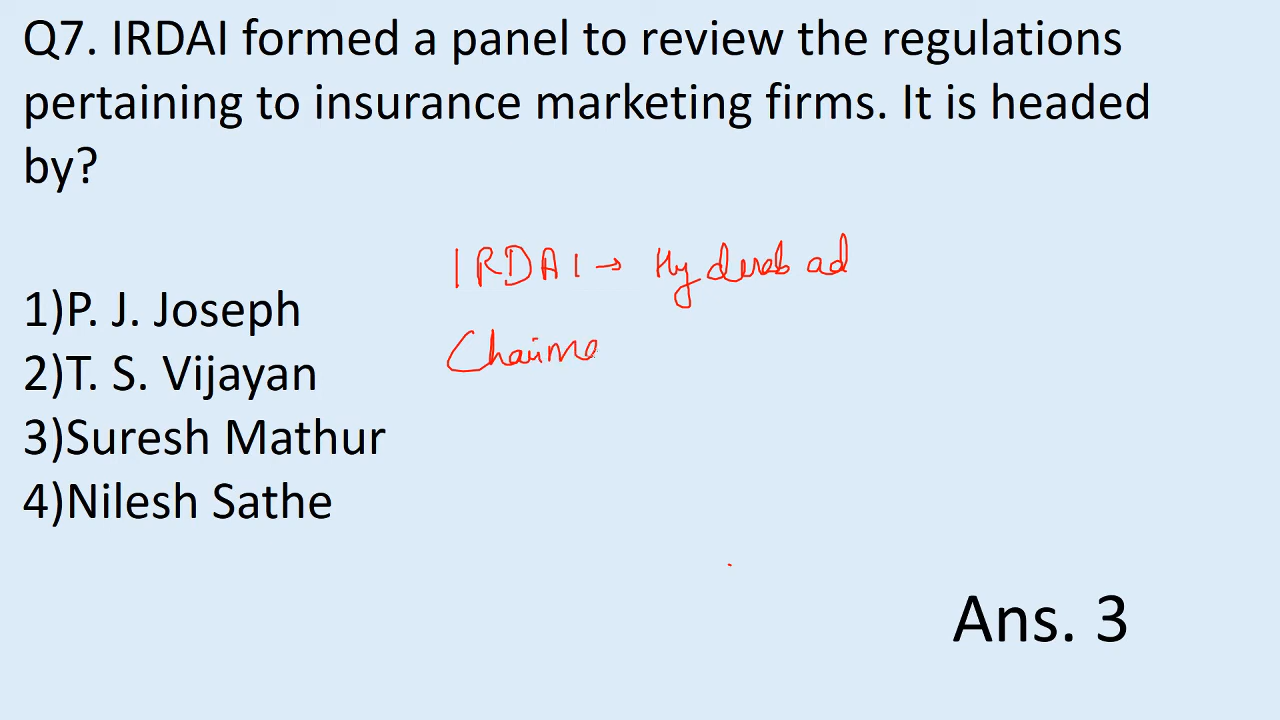 Q7. IRDAI formed a panel to review the regulations
pertaining to insurance marketing firms. It is headed
by?
IRDAI → Hyderabad
1)P. J. Joseph
Chairma
2)T. S. Vijayan
3)Suresh Mathur
4)Nilesh Sathe
Ans. 3